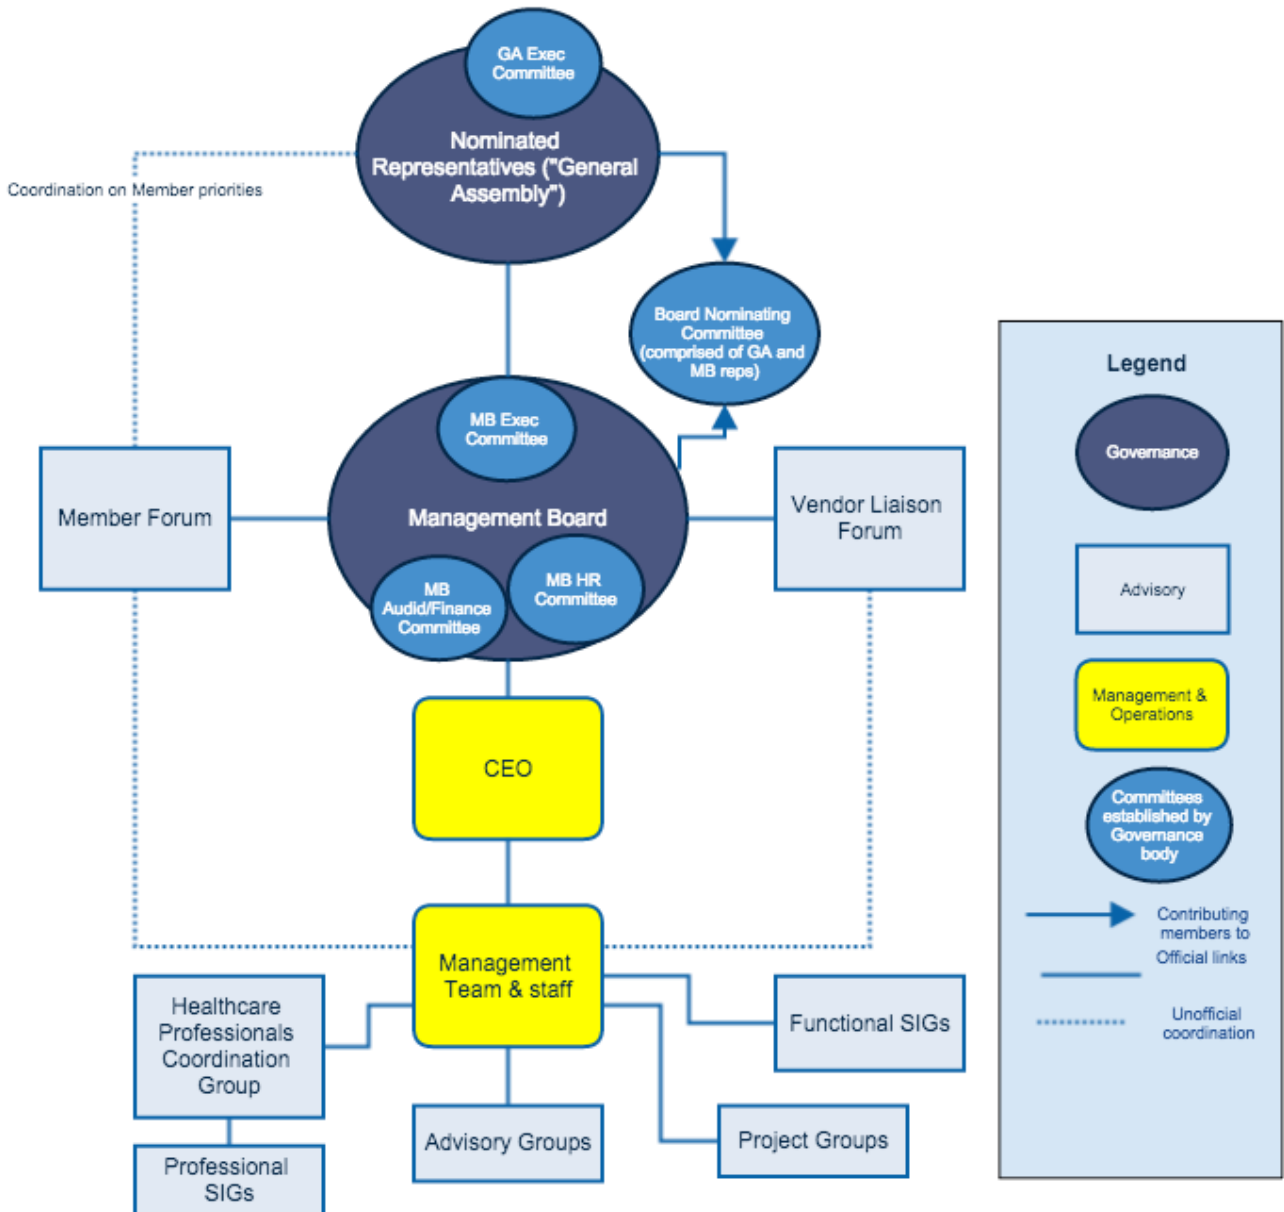 GA Exec
Committee
Nominated
Representatives ("General
Assembly")
Coordination on Member priorities
Board Nominating
Committee
(comprised of GA and
MB reps)
MB Exec
Committee
Member Forum
Management Board
Vendor Liaison
Forum
MB
Audid/Finance
Committee
MB HR
Committee
CEO
Management
Team & staff
Healthcare
Professionals
Coordination
Group
Functional SIGs
Advisory Groups
Project Groups
Professional
SIGs
Legend
Governance
Advisory
Management &
Operations
Committees
established by
Governance
body
Contributing
members to
Official links
Unofficial
coordination